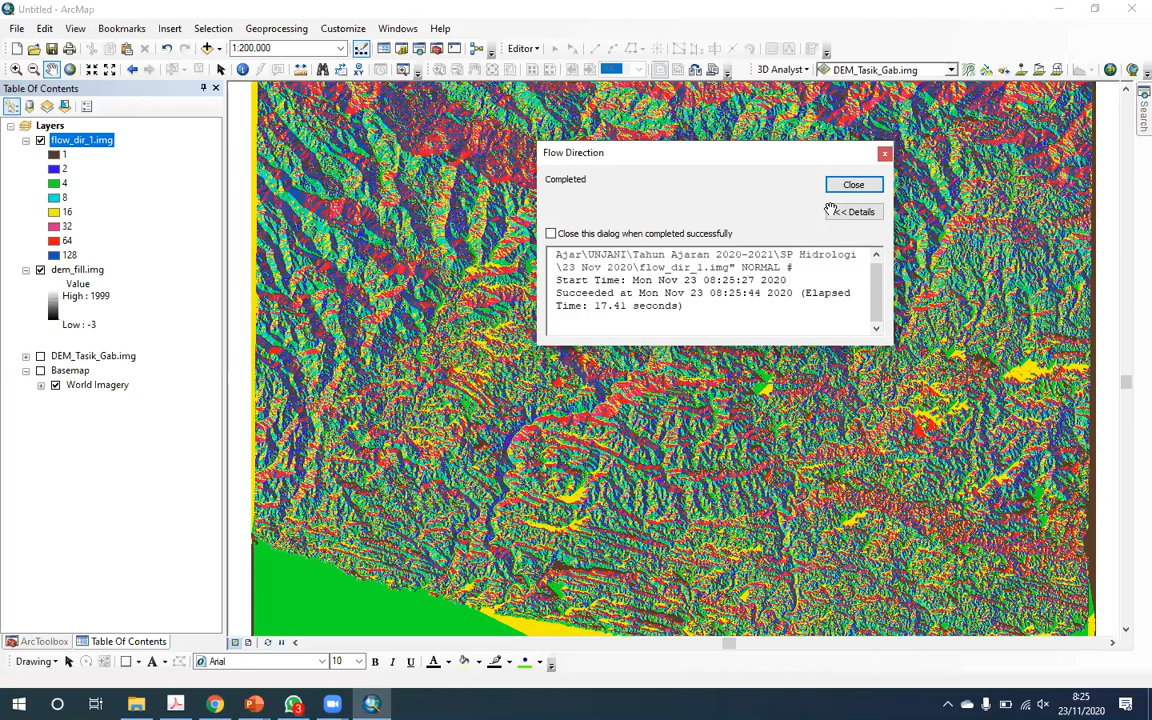 Untitled - ArcMap
File Edit View Bookmarks Insert Selection Geoprocessing Customize Windows Help
1:200,000
Editor
3D Analyst
DEM_Tasik_Gab.img
Table Of Contents
Layers
flow_dir_1.img
1
2
4
8
16
32
64
128
dem_fill.img
Value
High : 1999
Low : -3
DEM_Tasik_Gab.img
Basemap
World Imagery
Flow Direction
Completed
Close
<< Details
Close this dialog when completed successfully
Ajar\UNJANI\Tahun Ajaran 2020-2021\SP Hidrologi
\23 Nov 2020\flow_dir_1.img" NORMAL #
Start Time: Mon Nov 23 08:25:27 2020
Succeeded at Mon Nov 23 08:25:44 2020 (Elapsed
Time: 17.41 seconds)
Search
ArcToolbox
Table Of Contents
Drawing
A
Arial
10
B I U A
3
8:25
23/11/2020